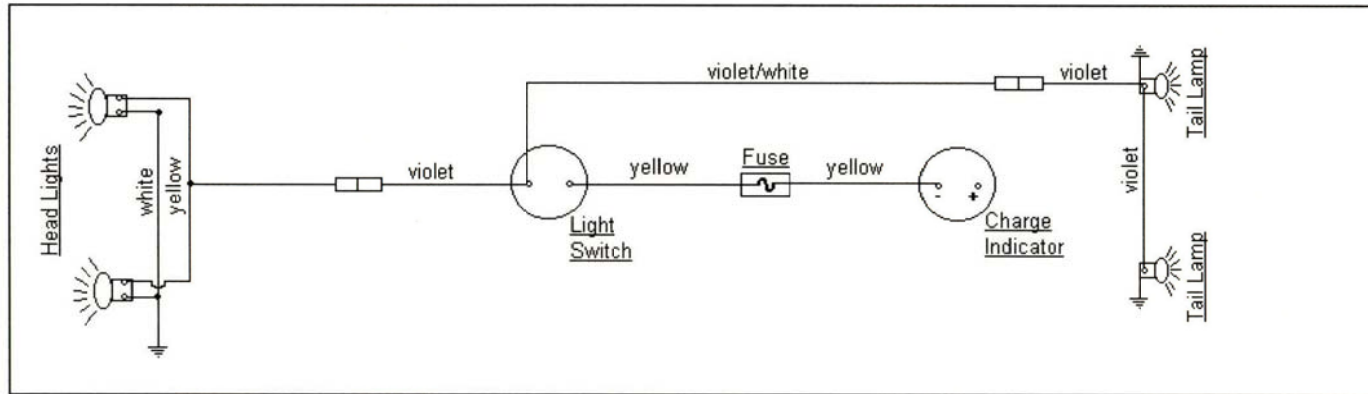 violet/white
violet
Tail Lamp
Head Lights
white
yellow
violet
yellow
Fuse
yellow
violet
Light
Switch
-
+
Charge
Indicator
Tail Lamp